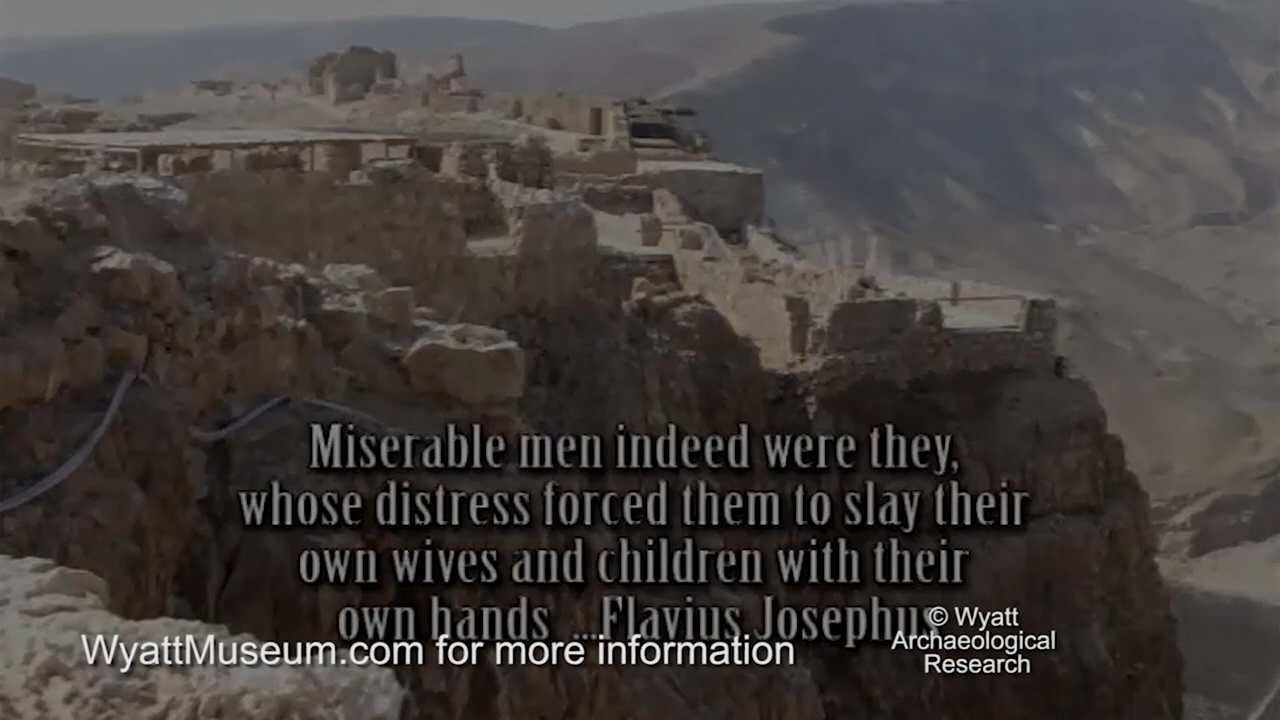 Miserable men indeed were they,
whose distress forced them to slay their
own wives and children with their
own hands ...Flavius Josephus
WyattMuseum.com for more information
© Wyatt
Archaeological
Research